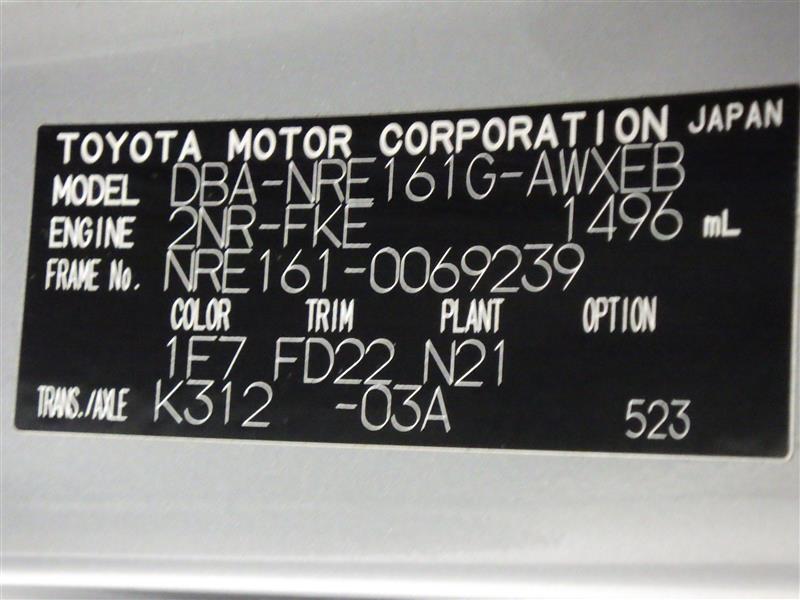 TOYOTA MOTOR CORPORATION JAPAN
MODEL DBA-NRE161G-AWXEB
ENGINE 2NR-FKE 1496 mL
FRAME No. NRE161-0069239
COLOR TRIM PLANT OPTION
1F7 FD22 N21
TRANS./AXLE K312 -03A 523